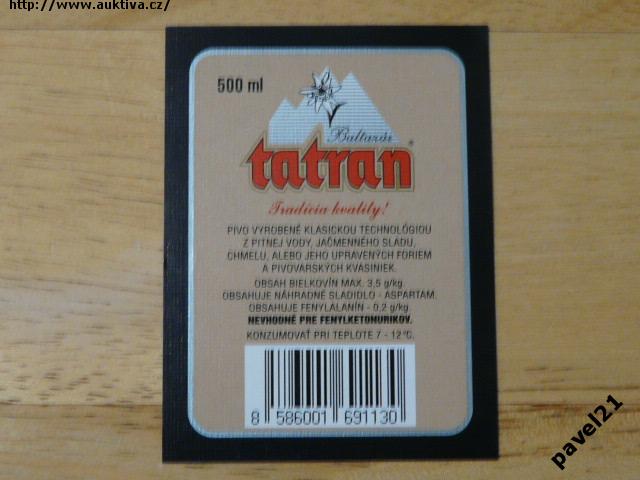 http://www.auktiva.cz/
500 ml
Baltazár
tatran®
Tradícia kvality!
PIVO VYROBENÉ KLASICKOU TECHNOLÓGIOU
Z PITNEJ VODY, JAČMENNÉHO SLADU,
CHMEĽU, ALEBO JEHO UPRAVENÝCH FORIEM
A PIVOVARSKÝCH KVASINIEK.
OBSAH BIELKOVÍN MAX. 3,5 g/kg.
OBSAHUJE NÁHRADNÉ SLADIDLO - ASPARTAM.
OBSAHUJE FENYLALANÍN - 0,2 g/kg.
NEVHODNÉ PRE FENYLKETONURIKOV.
KONZUMOVAŤ PRI TEPLOTE 7 - 12 °C.
8 586001 691130
pavel21